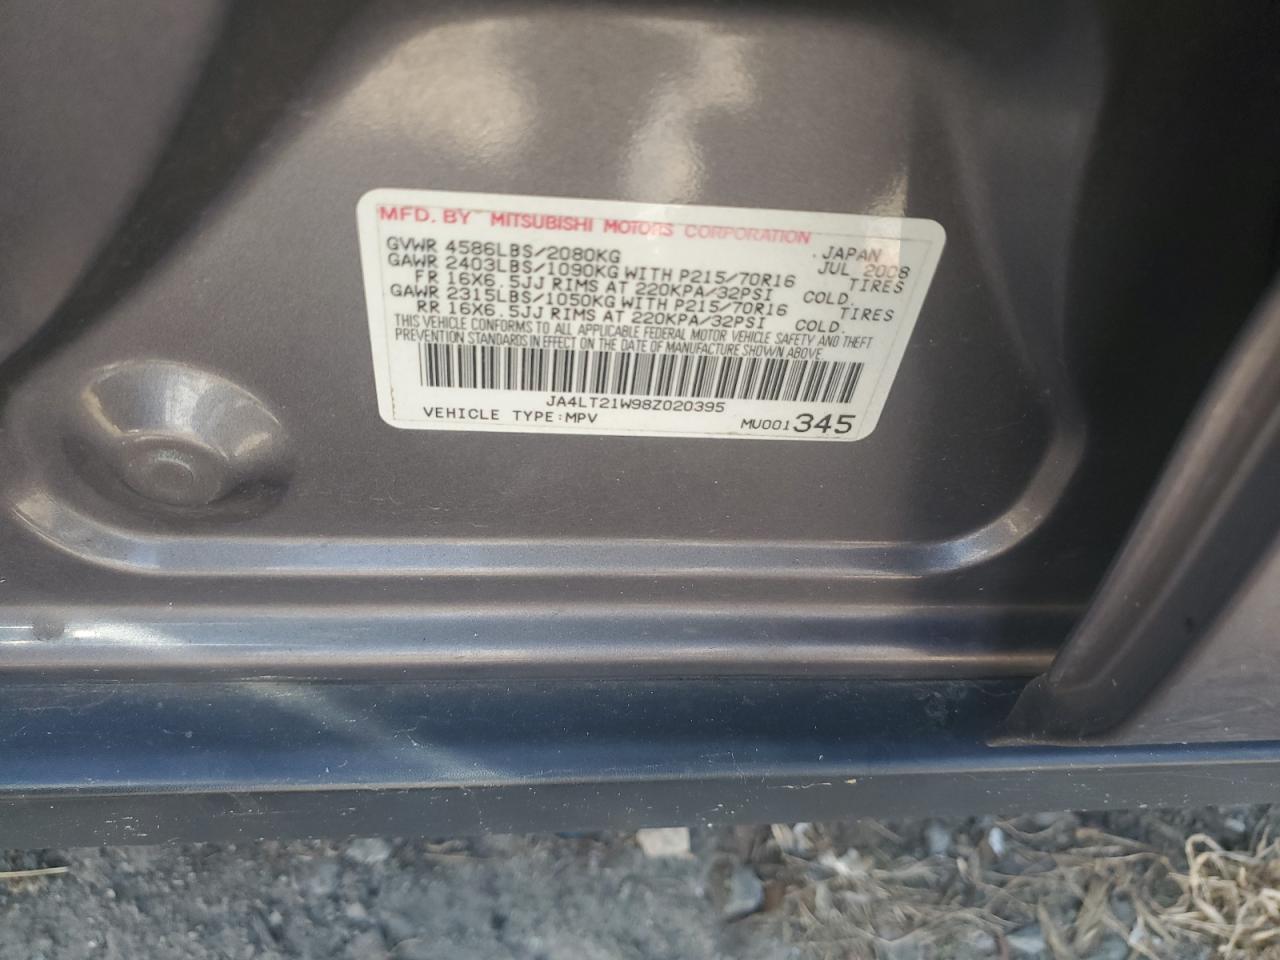 MFD. BY MITSUBISHI MOTORS CORPORATION
GVWR 4586LBS/2080KG JAPAN JUL 2008
GAWR 2403LBS/1090KG WITH P215/70R16 TIRES
FR 16X6.5JJ RIMS AT 220KPA/32PSI COLD.
GAWR 2315LBS/1050KG WITH P215/70R16 TIRES
RR 16X6.5JJ RIMS AT 220KPA/32PSI COLD.
THIS VEHICLE CONFORMS TO ALL APPLICABLE FEDERAL MOTOR VEHICLE SAFETY AND THEFT
PREVENTION STANDARDS IN EFFECT ON THE DATE OF MANUFACTURE SHOWN ABOVE.
JA4LT21W98Z020395
VEHICLE TYPE:MPV MU001345